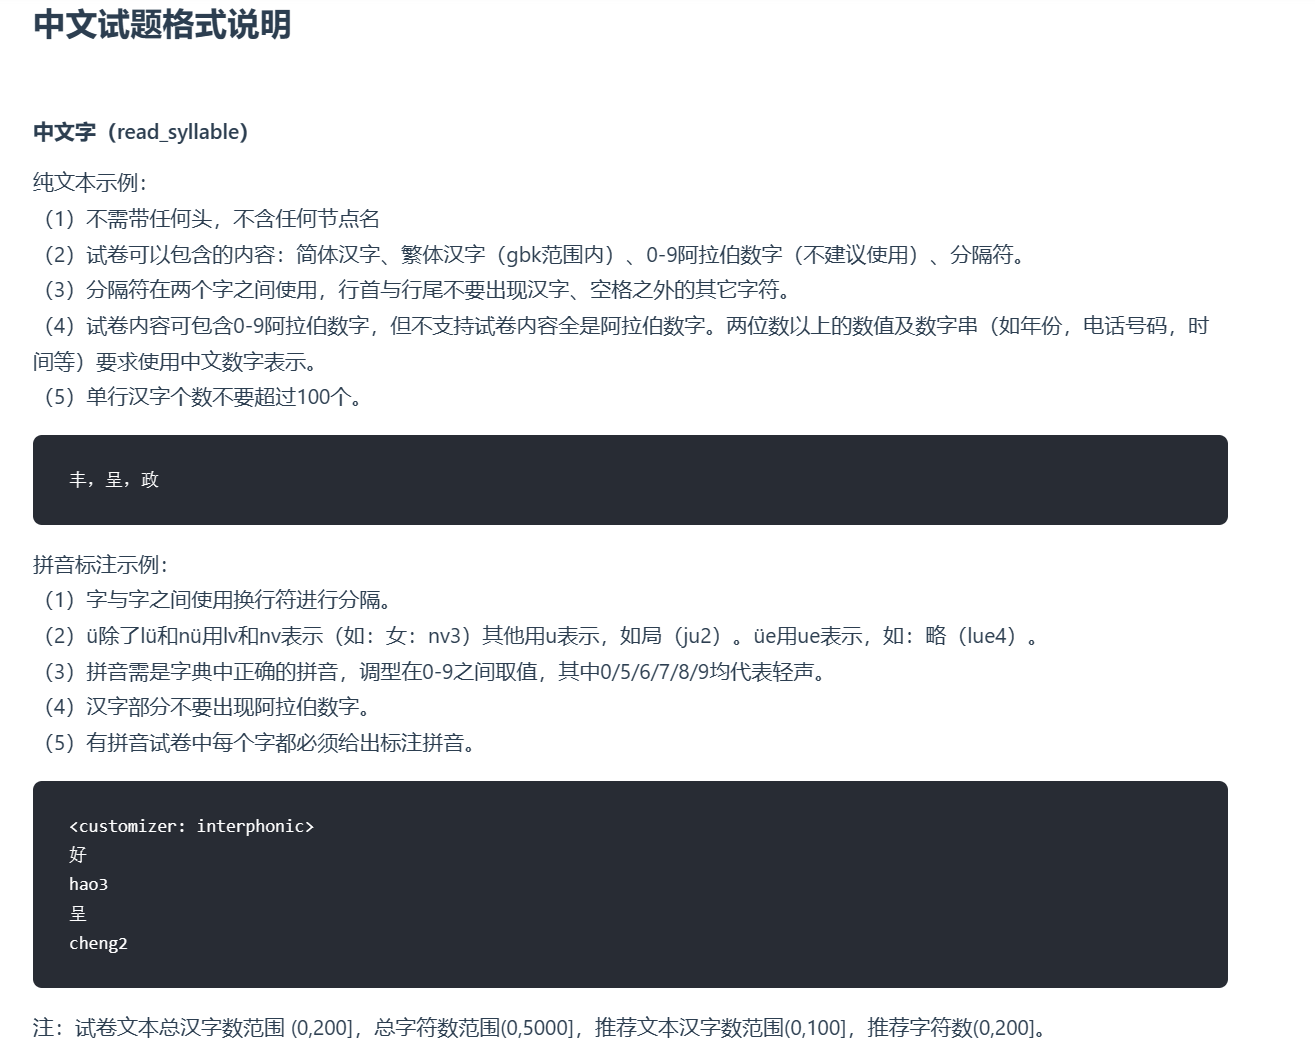 中文试题格式说明
中文字（read_syllable）
纯文本示例：
（1）不需带任何头，不含任何节点名
（2）试卷可以包含的内容：简体汉字、繁体汉字（gbk范围内）、0-9阿拉伯数字（不建议使用）、分隔符。
（3）分隔符在两个字之间使用，行首与行尾不要出现汉字、空格之外的其它字符。
（4）试卷内容可包含0-9阿拉伯数字，但不支持试卷内容全是阿拉伯数字。两位数以上的数值及数字串（如年份，电话号码，时
间等）要求使用中文数字表示。
（5）单行汉字个数不要超过100个。
丰，呈，政
拼音标注示例：
（1）字与字之间使用换行符进行分隔。
（2）ü除了lü和nü用lv和nv表示（如：女：nv3）其他用u表示，如局（ju2）。üe用ue表示，如：略（lue4）。
（3）拼音需是字典中正确的拼音，调型在0-9之间取值，其中0/5/6/7/8/9均代表轻声。
（4）汉字部分不要出现阿拉伯数字。
（5）有拼音试卷中每个字都必须给出标注拼音。
<customizer: interphonic>
好
hao3
呈
cheng2
注：试卷文本总汉字数范围 (0,200]，总字符数范围(0,5000]，推荐文本汉字数范围(0,100]，推荐字符数(0,200]。